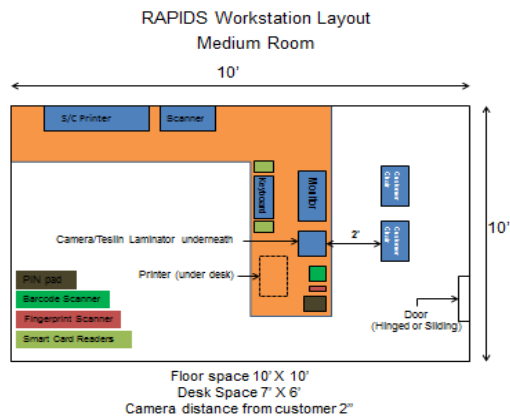 RAPIDS Workstation Layout
Medium Room
10'
S/C Printer
Scanner
Keyboard
Monitor
Customer
Chair
Customer
Chair
10'
Camera/Teslin Laminator underneath
2'
Printer (under desk)
PIN pad
Barcode Scanner
Fingerprint Scanner
Smart Card Readers
Door
(Hinged or Sliding)
Floor space 10' X 10'
Desk Space 7' X 6'
Camera distance from customer 2"